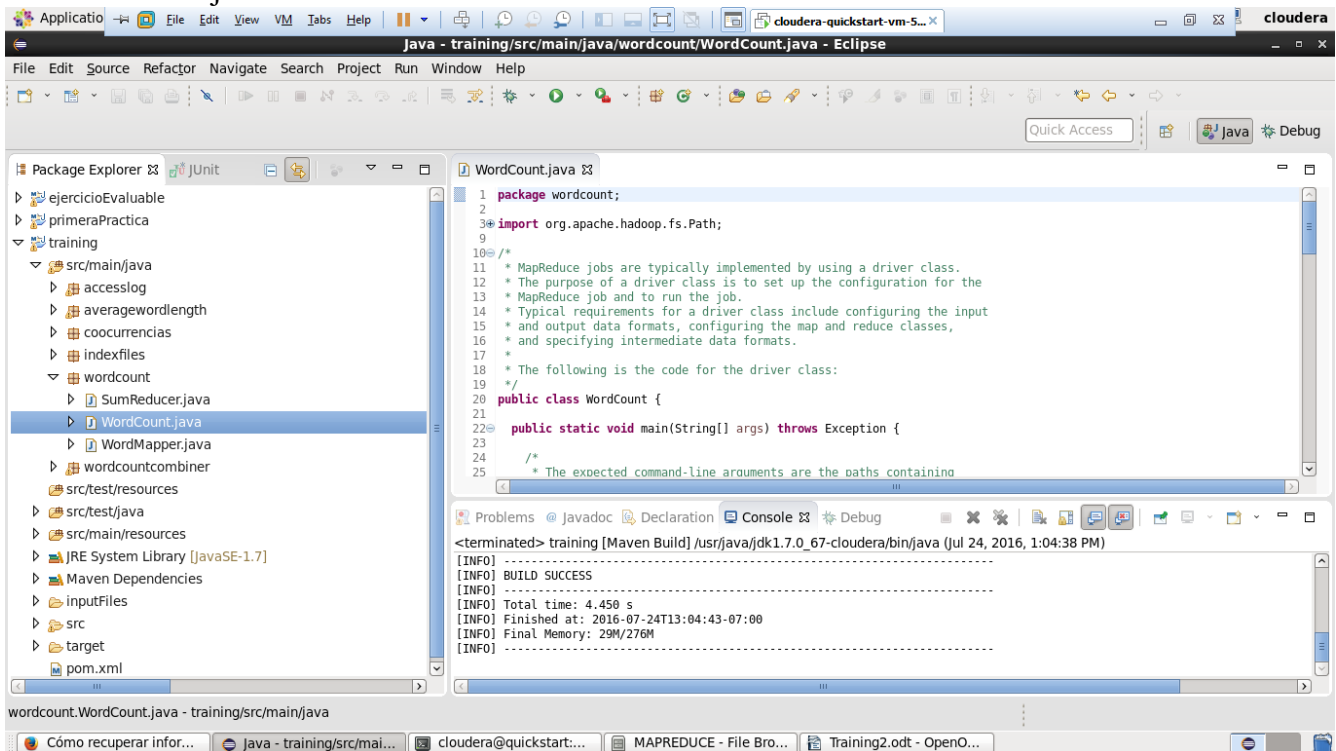 Applicatio File Edit View VM Tabs Help cloudera-quickstart-vm-5... cloudera
Java - training/src/main/java/wordcount/WordCount.java - Eclipse
File Edit Source Refactor Navigate Search Project Run Window Help
Quick Access Java Debug
Package Explorer JUnit
ejercicioEvaluable
primeraPractica
training
src/main/java
accesslog
averagewordlength
coocurrencias
indexfiles
wordcount
SumReducer.java
WordCount.java
WordMapper.java
wordcountcombiner
src/test/resources
src/test/java
src/main/resources
JRE System Library [JavaSE-1.7]
Maven Dependencies
inputFiles
src
target
pom.xml
WordCount.java
1 package wordcount;
2
3 import org.apache.hadoop.fs.Path;
9
10 /*
11 * MapReduce jobs are typically implemented by using a driver class.
12 * The purpose of a driver class is to set up the configuration for the
13 * MapReduce job and to run the job.
14 * Typical requirements for a driver class include configuring the input
15 * and output data formats, configuring the map and reduce classes,
16 * and specifying intermediate data formats.
17 *
18 * The following is the code for the driver class:
19 */
20 public class WordCount {
21
22 public static void main(String[] args) throws Exception {
23
24 /*
25 * The expected command-line arguments are the paths containing
Problems @ Javadoc Declaration Console Debug
<terminated> training [Maven Build] /usr/java/jdk1.7.0_67-cloudera/bin/java (Jul 24, 2016, 1:04:38 PM)
[INFO] ------------------------------------------------------------------------
[INFO] BUILD SUCCESS
[INFO] ------------------------------------------------------------------------
[INFO] Total time: 4.450 s
[INFO] Finished at: 2016-07-24T13:04:43-07:00
[INFO] Final Memory: 29M/276M
[INFO] ------------------------------------------------------------------------
wordcount.WordCount.java - training/src/main/java
Cómo recuperar infor... Java - training/src/mai... cloudera@quickstart:... MAPREDUCE - File Bro... Training2.odt - OpenO...